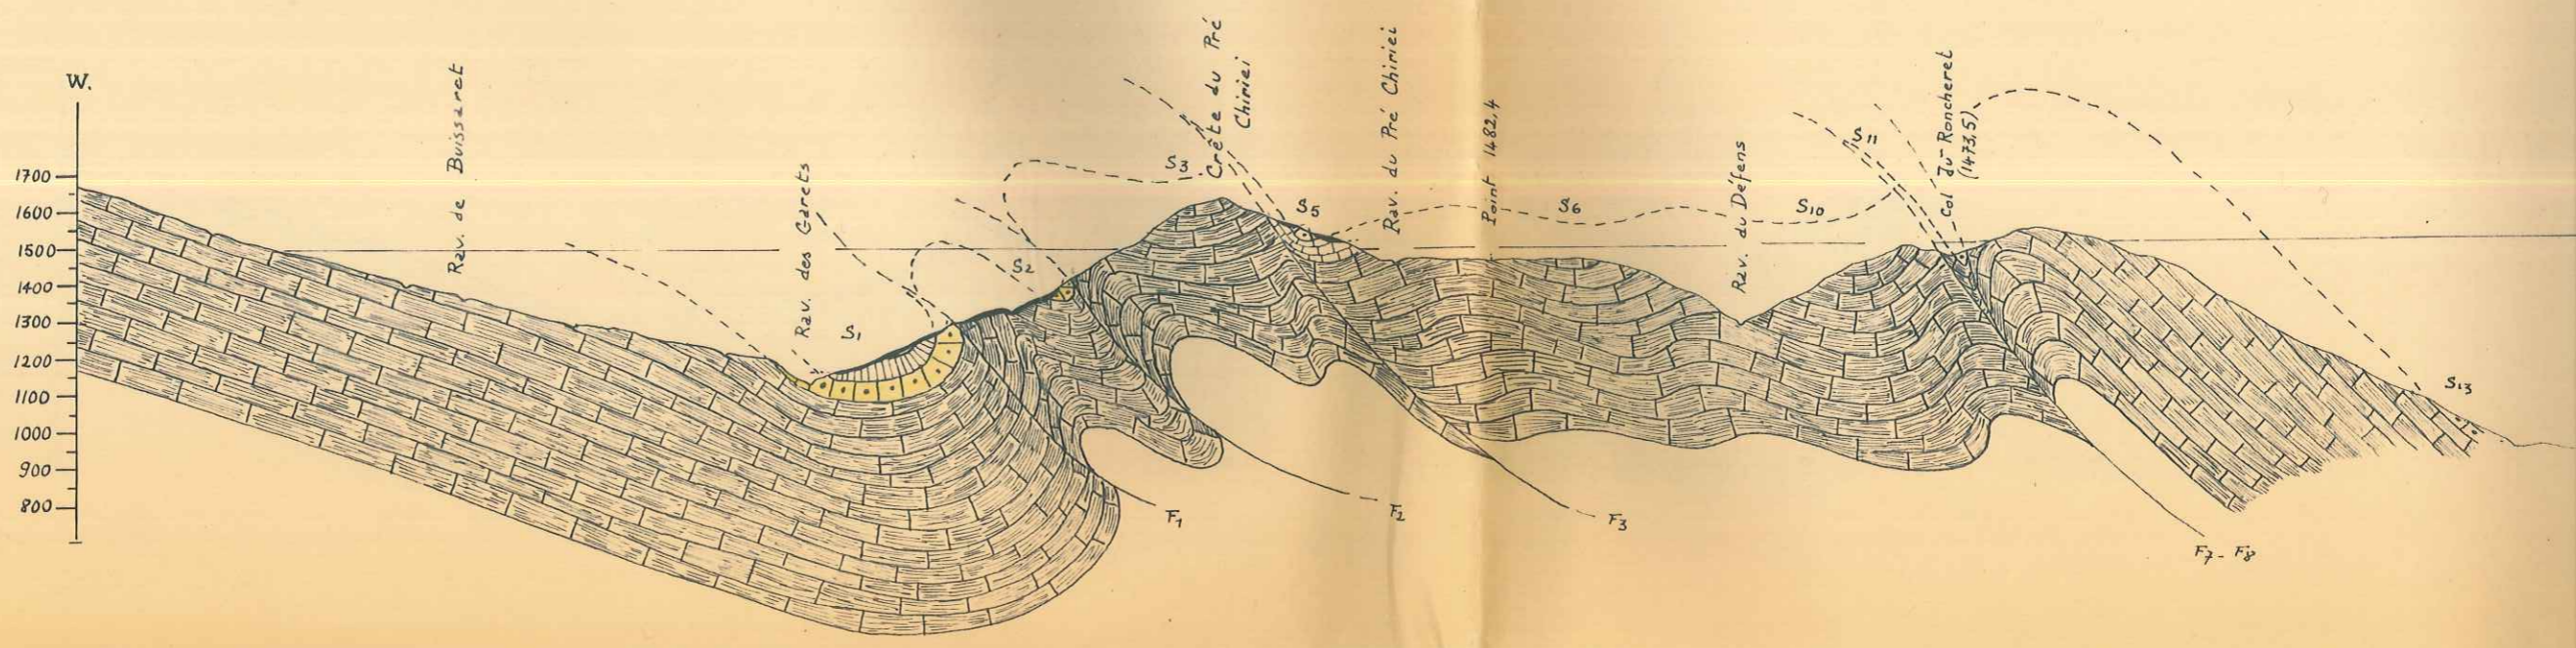 W.
1700
1600
1500
1400
1300
1200
1100
1000
900
800
Rav. de Buissaret
Rav. des Garets
S1
S2
S3
Crête du Pré
Chiriei
S5
Rav. du Pré Chiriei
Point 1482,4
S6
Rav. du Défens
S10
S11
Col du Roncheret
(1473,5)
S13
F1
F2
F3
F7 - F8